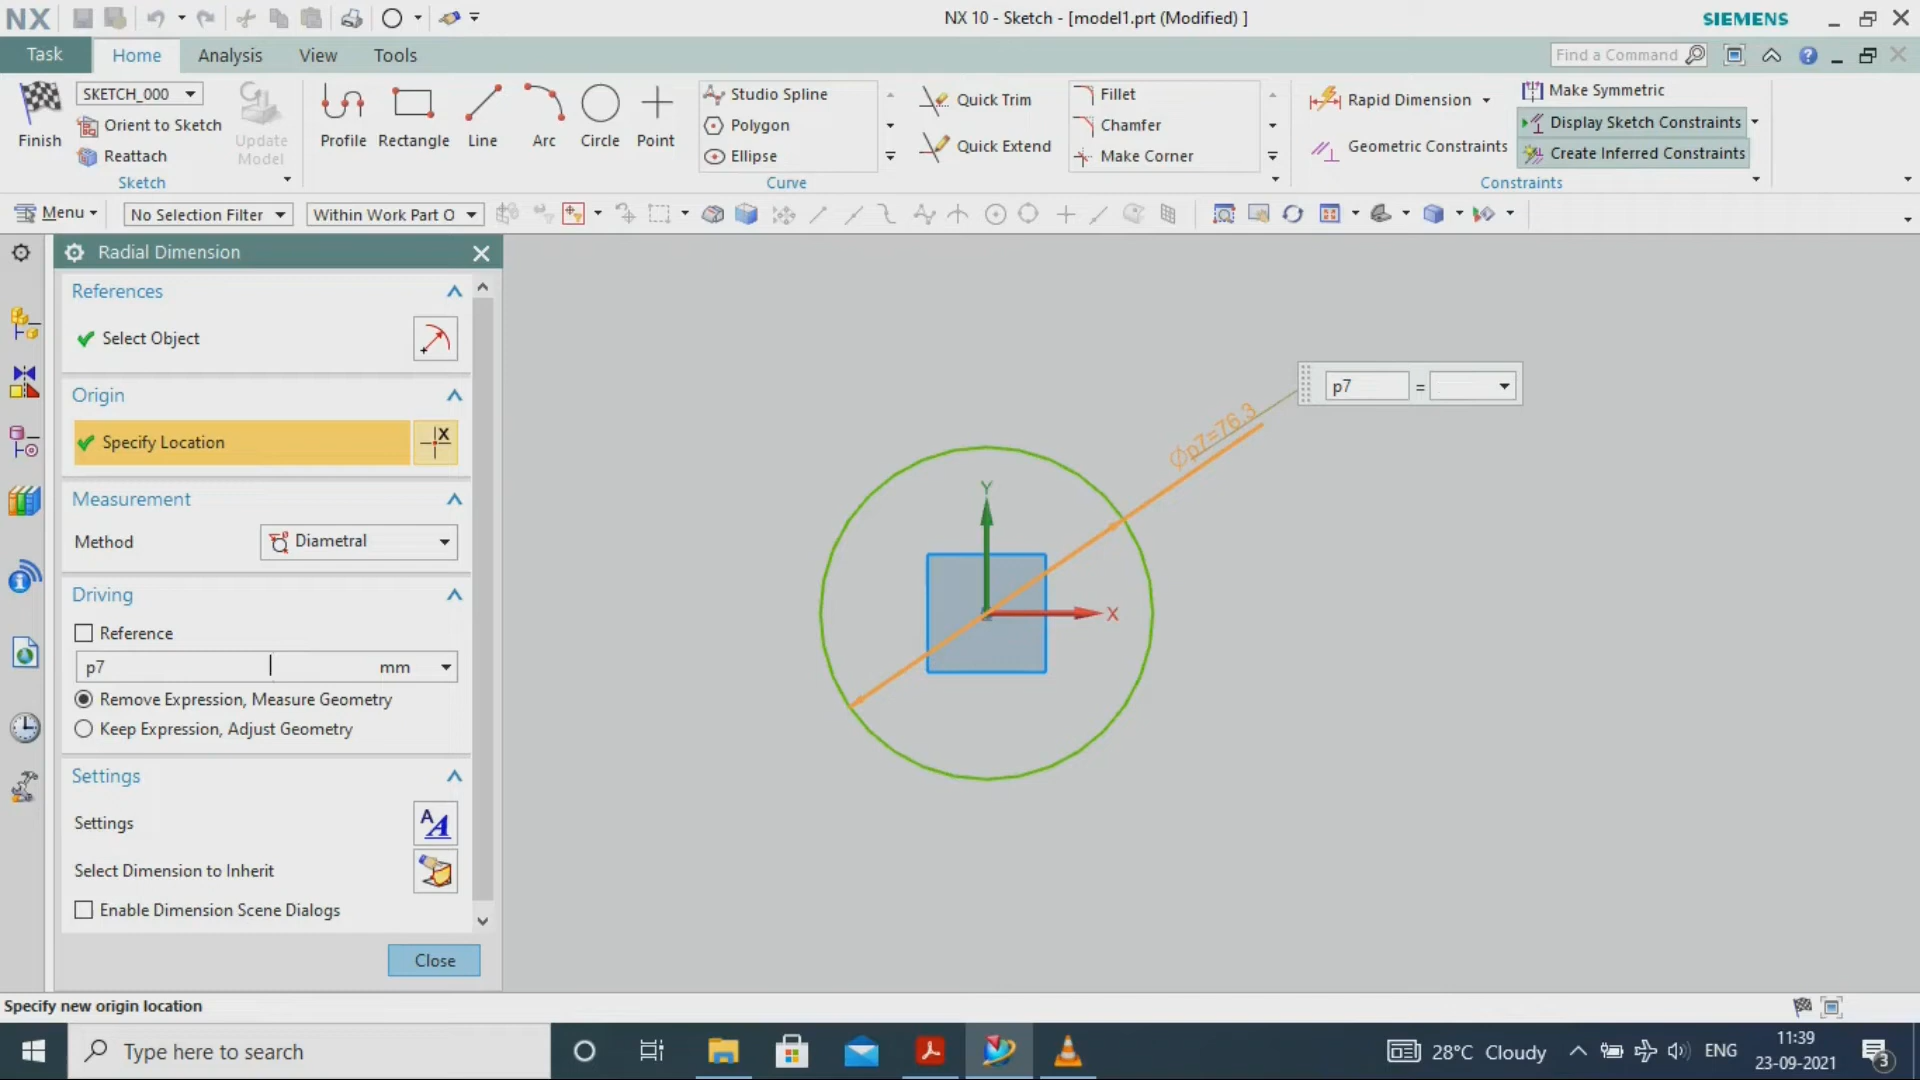 NX
NX 10 - Sketch - [model1.prt (Modified) ]
SIEMENS
Task
Home
Analysis
View
Tools
Find a Command
Finish
SKETCH_000
Orient to Sketch
Reattach
Update
Model
Sketch
Profile
Rectangle
Line
Arc
Circle
Point
Studio Spline
Polygon
Ellipse
Quick Trim
Quick Extend
Fillet
Chamfer
Make Corner
Curve
Rapid Dimension
Geometric Constraints
Make Symmetric
Display Sketch Constraints
Create Inferred Constraints
Constraints
Menu
No Selection Filter
Within Work Part O
Radial Dimension
References
Select Object
Origin
Specify Location
X
Measurement
Method
Diametral
Driving
Reference
p7
mm
Remove Expression, Measure Geometry
Keep Expression, Adjust Geometry
Settings
Settings
A A
Select Dimension to Inherit
Enable Dimension Scene Dialogs
Close
p7 =
Φp7=76.3
Y
X
Specify new origin location
Type here to search
28°C Cloudy
ENG
11:39
23-09-2021
3